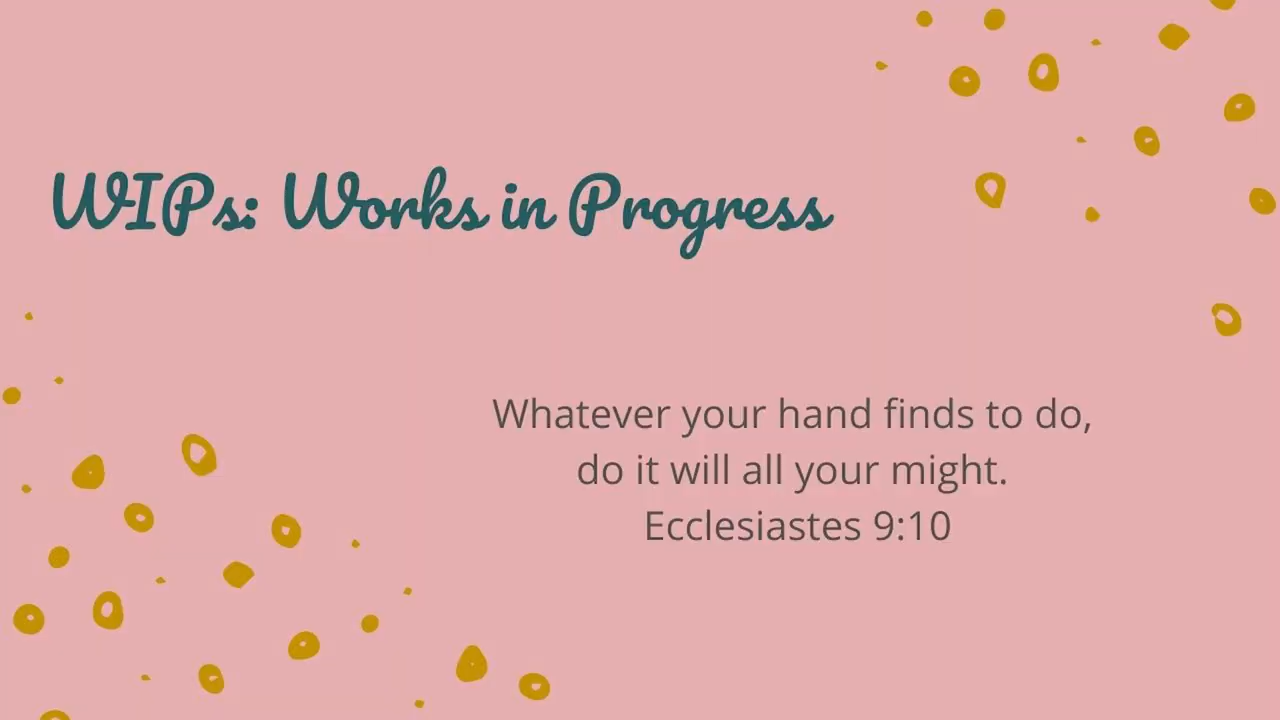 WIPs: Works in Progress
Whatever your hand finds to do,
do it will all your might.
Ecclesiastes 9:10